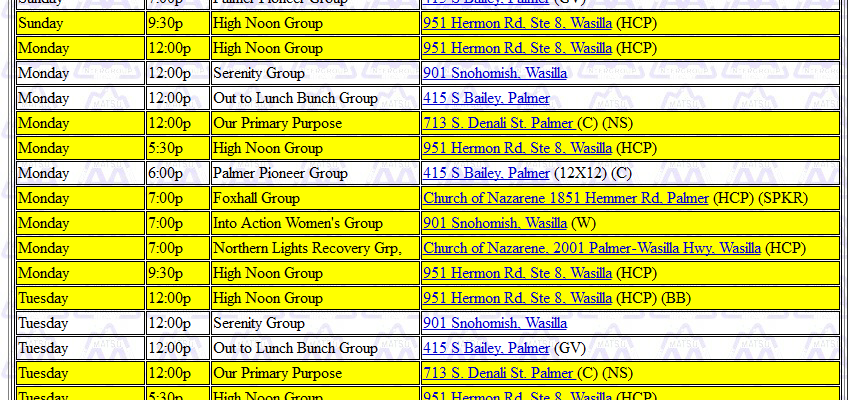 Sunday 7:00p Palmer Pioneer Group 415 S Bailey, Palmer (GV)
Sunday 9:30p High Noon Group 951 Hermon Rd, Ste 8, Wasilla (HCP)
Monday 12:00p High Noon Group 951 Hermon Rd, Ste 8, Wasilla (HCP)
Monday 12:00p Serenity Group 901 Snohomish, Wasilla
Monday 12:00p Out to Lunch Bunch Group 415 S Bailey, Palmer
Monday 12:00p Our Primary Purpose 713 S. Denali St. Palmer (C) (NS)
Monday 5:30p High Noon Group 951 Hermon Rd, Ste 8, Wasilla (HCP)
Monday 6:00p Palmer Pioneer Group 415 S Bailey, Palmer (12X12) (C)
Monday 7:00p Foxhall Group Church of Nazarene 1851 Hemmer Rd, Palmer (HCP) (SPKR)
Monday 7:00p Into Action Women's Group 901 Snohomish, Wasilla (W)
Monday 7:00p Northern Lights Recovery Grp, Church of Nazarene, 2001 Palmer-Wasilla Hwy, Wasilla (HCP)
Monday 9:30p High Noon Group 951 Hermon Rd, Ste 8, Wasilla (HCP)
Tuesday 12:00p High Noon Group 951 Hermon Rd, Ste 8, Wasilla (HCP) (BB)
Tuesday 12:00p Serenity Group 901 Snohomish, Wasilla
Tuesday 12:00p Out to Lunch Bunch Group 415 S Bailey, Palmer (GV)
Tuesday 12:00p Our Primary Purpose 713 S. Denali St. Palmer (C) (NS)
Tuesday 5:30p High Noon Group 951 Hermon Rd, Ste 8, Wasilla (HCP)